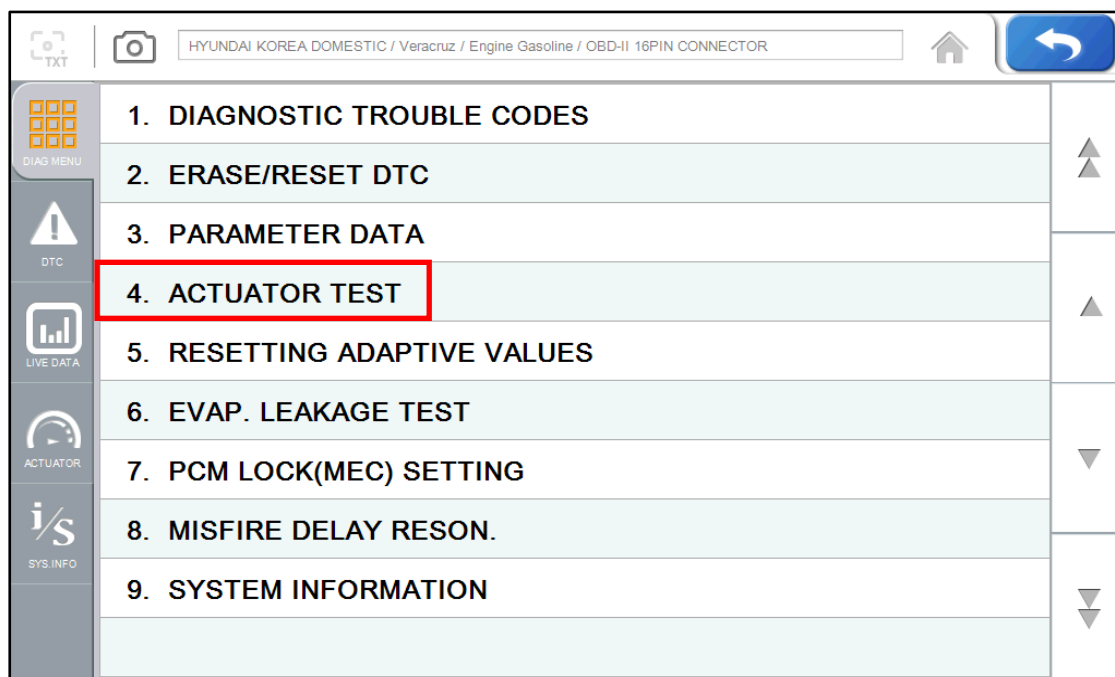 TXT
HYUNDAI KOREA DOMESTIC / Veracruz / Engine Gasoline / OBD-II 16PIN CONNECTOR
DIAG MENU
DTC
LIVE DATA
ACTUATOR
i/s
SYS.INFO
1. DIAGNOSTIC TROUBLE CODES
2. ERASE/RESET DTC
3. PARAMETER DATA
4. ACTUATOR TEST
5. RESETTING ADAPTIVE VALUES
6. EVAP. LEAKAGE TEST
7. PCM LOCK(MEC) SETTING
8. MISFIRE DELAY RESON.
9. SYSTEM INFORMATION